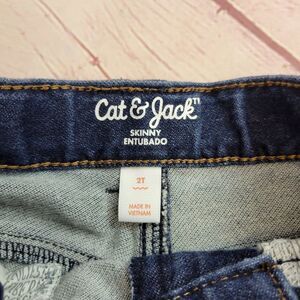 Cat & Jack™
SKINNY
ENTUBADO
2T
MADE IN
VIETNAM